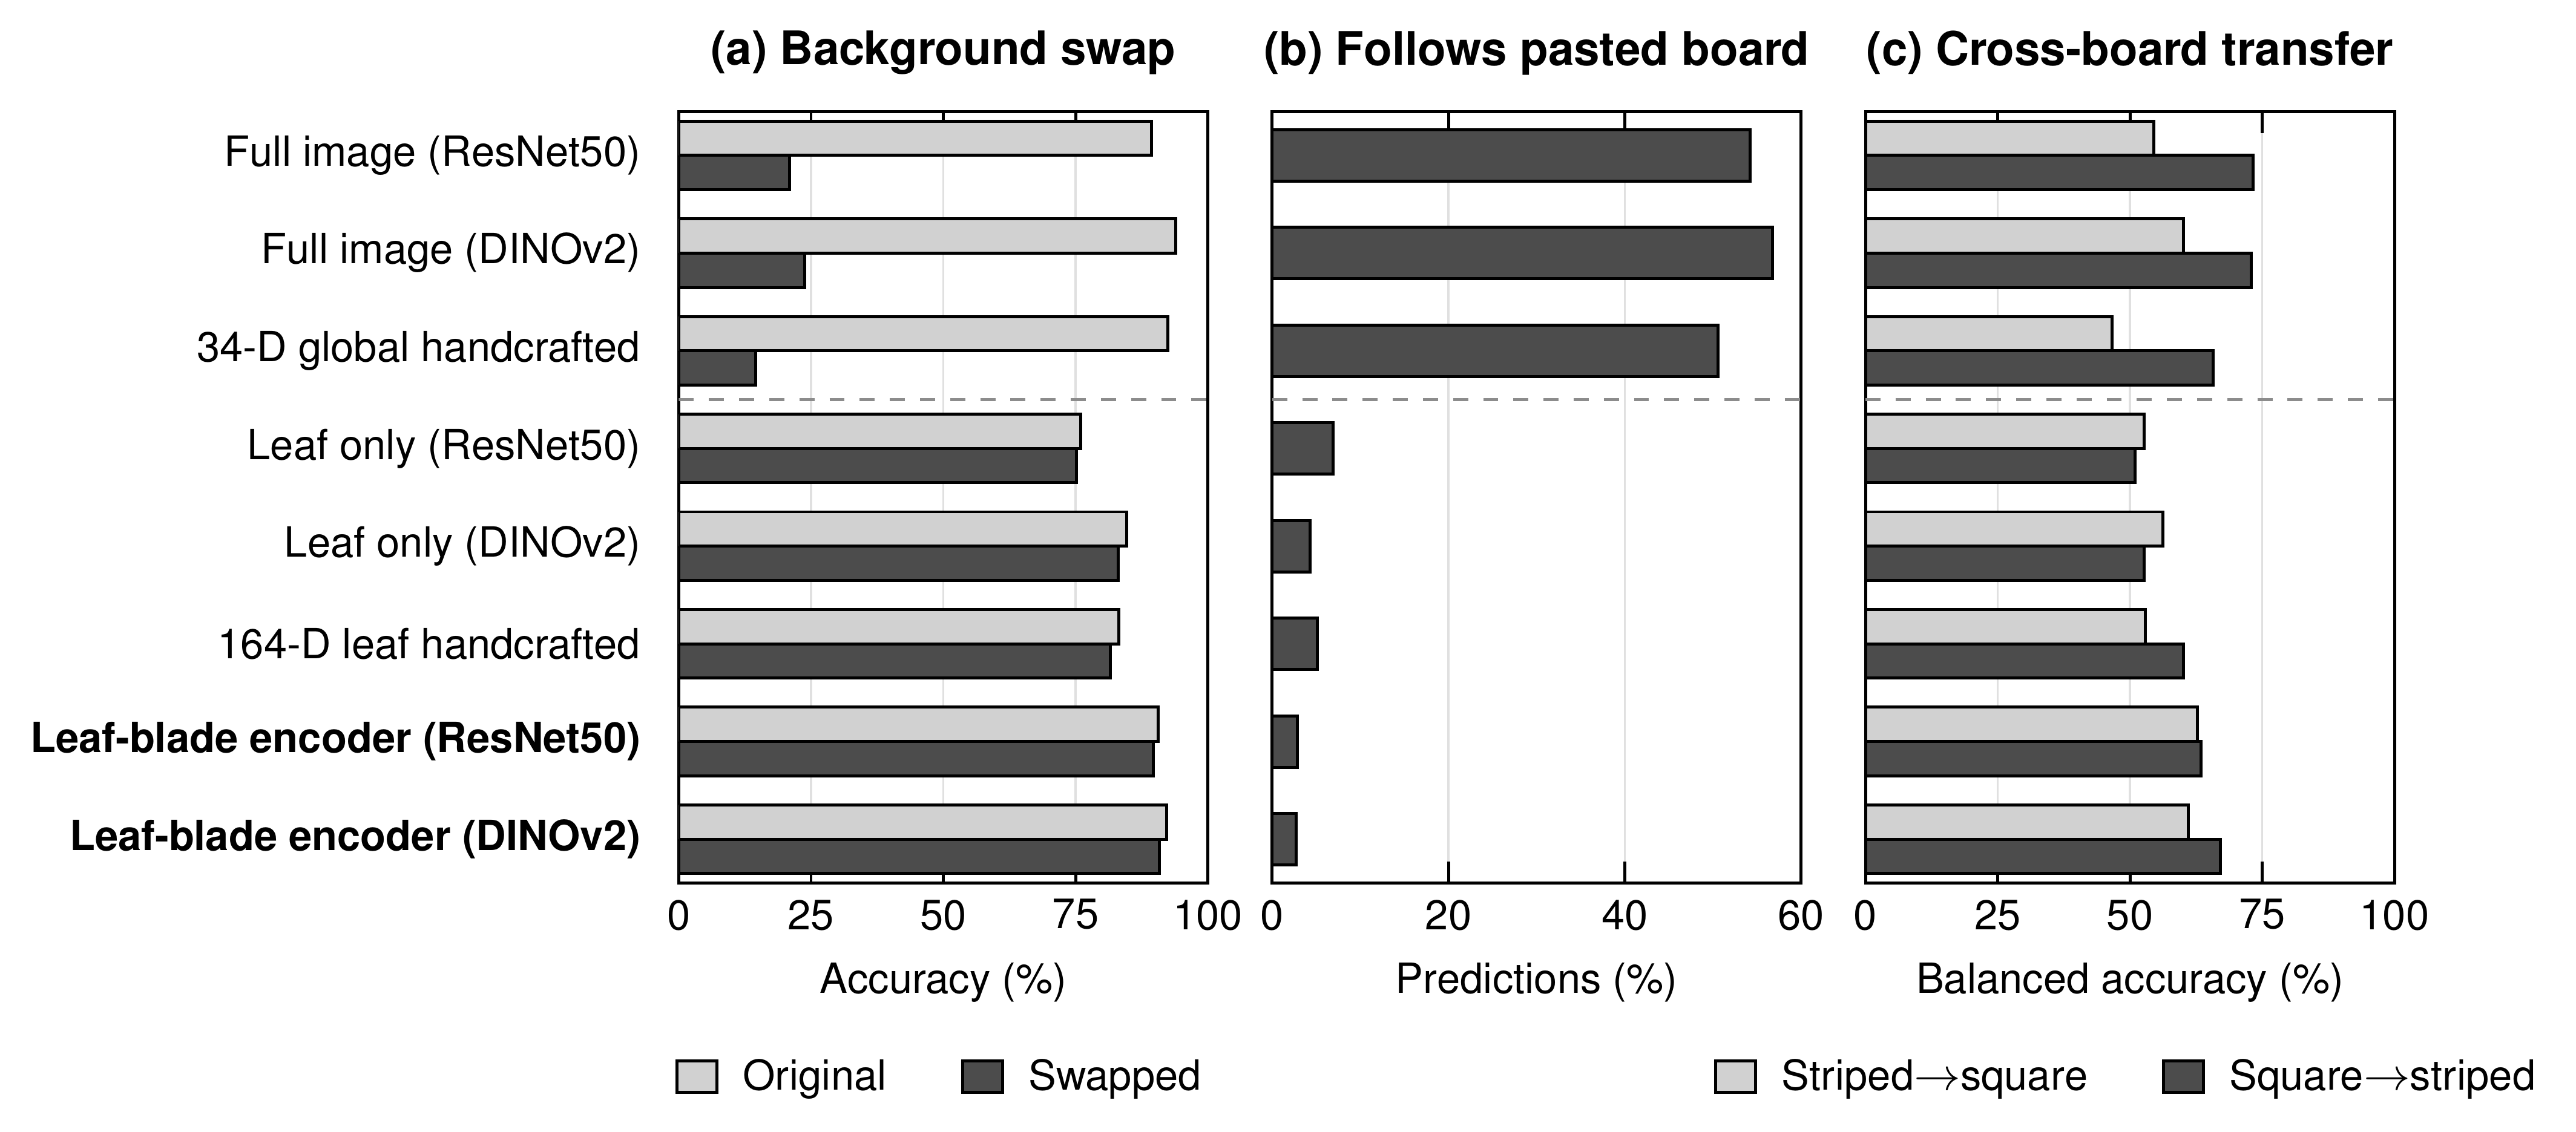 (a) Background swap
(b) Follows pasted board
(c) Cross-board transfer
Full image (ResNet50)
Full image (DINOv2)
34-D global handcrafted
Leaf only (ResNet50)
Leaf only (DINOv2)
164-D leaf handcrafted
Leaf-blade encoder (ResNet50)
Leaf-blade encoder (DINOv2)
0 25 50 75 100
0 20 40 60
0 25 50 75 100
Accuracy (%)
Predictions (%)
Balanced accuracy (%)
Original
Swapped
Striped→square
Square→striped